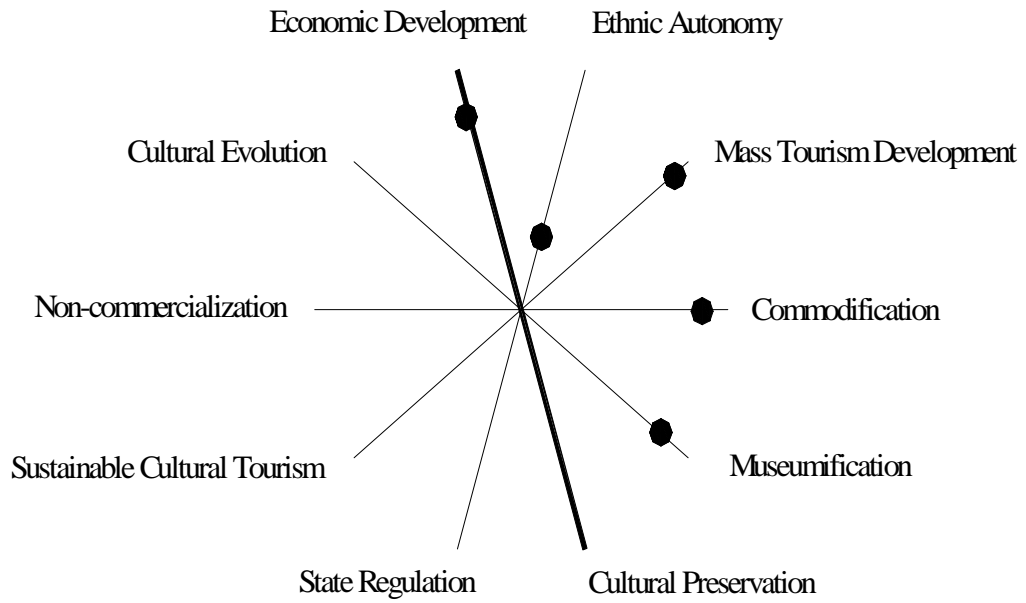 Economic Development
Ethnic Autonomy
Cultural Evolution
Mass Tourism Development
Non-commercialization
Commodification
Sustainable Cultural Tourism
Museumification
State Regulation
Cultural Preservation